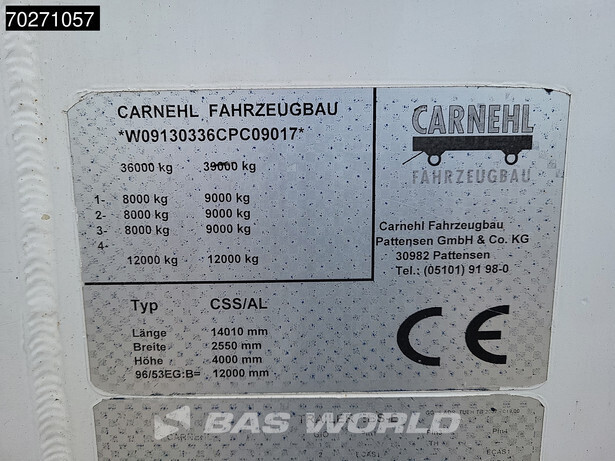 70271057
CARNEHL FAHRZEUGBAU
*W09130336CPC09017*
36000 kg 39000 kg
1- 8000 kg 9000 kg
2- 8000 kg 9000 kg
3- 8000 kg 9000 kg
4-
12000 kg 12000 kg
Typ CSS/AL
Länge 14010 mm
Breite 2550 mm
Höhe 4000 mm
96/53EG:B= 12000 mm
CARNEHL
FAHRZEUGBAU
Carnehl Fahrzeugbau
Pattensen GmbH & Co. KG
30982 Pattensen
Tel.: (05101) 91 98-0
CE
BAS WORLD
CARNEHL